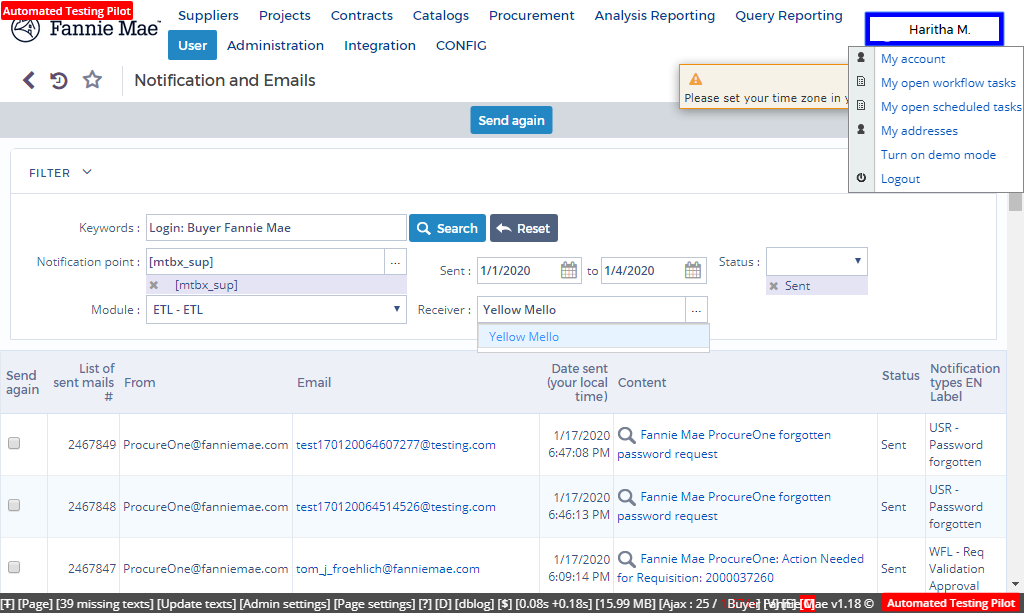 Automated Testing Pilot
Fannie Mae
Suppliers Projects Contracts Catalogs Procurement Analysis Reporting Query Reporting
User Administration Integration CONFIG
Haritha M.
My account
My open workflow tasks
My open scheduled tasks
My addresses
Turn on demo mode
Logout
Notification and Emails
Please set your time zone in y
Send again
FILTER
Keywords : Login: Buyer Fannie Mae Search Reset
Notification point : [mtbx_sup] ...
[mtbx_sup]
Sent : 1/1/2020 to 1/4/2020
Status :
Sent
Module : ETL - ETL
Receiver : Yellow Mello ...
Yellow Mello
Send again
List of sent mails #
From
Email
Date sent (your local time)
Content
Status
Notification types EN Label
2467849 ProcureOne@fanniemae.com test170120064607277@testing.com 1/17/2020 6:47:08 PM Fannie Mae ProcureOne forgotten password request Sent USR - Password forgotten
2467848 ProcureOne@fanniemae.com test170120064514526@testing.com 1/17/2020 6:46:13 PM Fannie Mae ProcureOne forgotten password request Sent USR - Password forgotten
2467847 ProcureOne@fanniemae.com tom_j_froehlich@fanniemae.com 1/17/2020 6:09:14 PM Fannie Mae ProcureOne: Action Needed for Requisition: 2000037260 Sent WFL - Req Validation Approval
[Ŧ] [Page] [39 missing texts] [Update texts] [Admin settings] [Page settings] [?] [D] [dblog] [$] [0.08s +0.18s] [15.99 MB] [Ajax : 25 / Buyer Fannie Mae v1.18 © Automated Testing Pilot